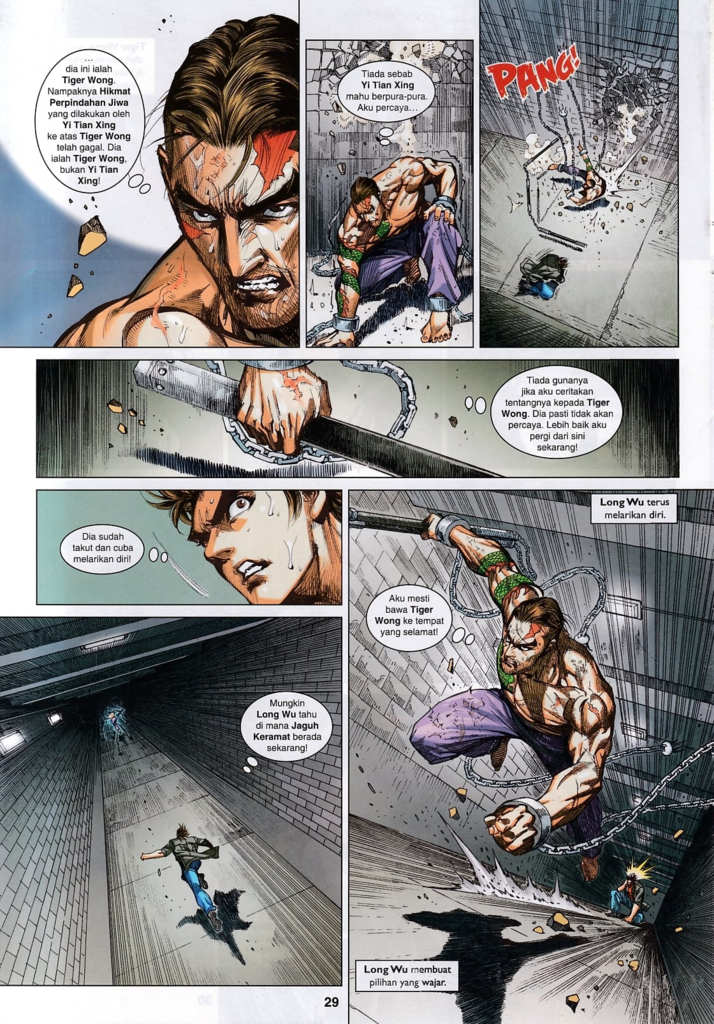 ...
dia ini ialah
Tiger Wong.
Nampaknya Hikmat
Perpindahan Jiwa
yang dilakukan oleh
Yi Tian Xing
ke atas Tiger Wong
telah gagal. Dia
ialah Tiger Wong,
bukan Yi Tian
Xing!
Tiada sebab
Yi Tian Xing
mahu berpura-pura.
Aku percaya...
PANG!
Tiada gunanya
jika aku ceritakan
tentangnya kepada Tiger
Wong. Dia pasti tidak akan
percaya. Lebih baik aku
pergi dari sini
sekarang!
Dia sudah
takut dan cuba
melarikan diri!
Long Wu terus
melarikan diri.
Aku mesti
bawa Tiger
Wong ke tempat
yang selamat!
Mungkin
Long Wu tahu
di mana Jaguh
Keramat berada
sekarang!
Long Wu membuat
pilihan yang wajar.
29